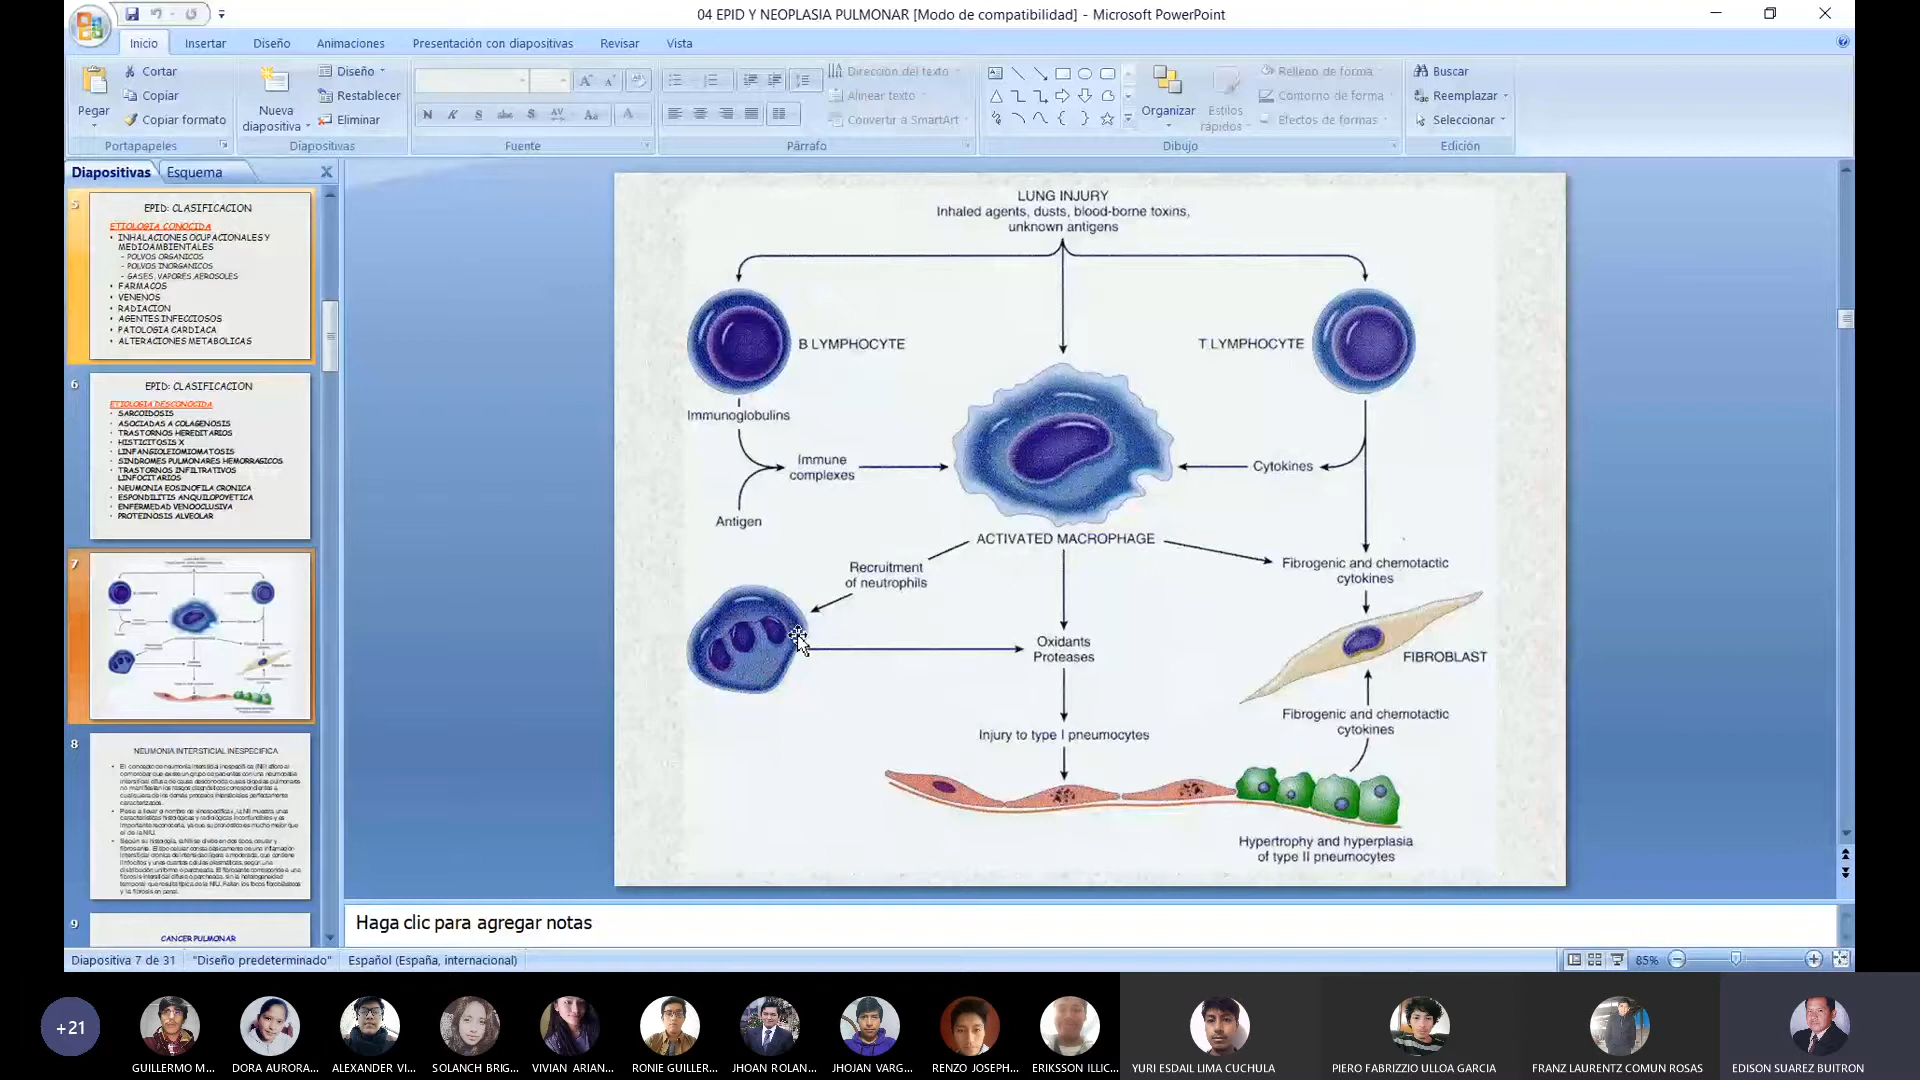 04 EPID Y NEOPLASIA PULMONAR [Modo de compatibilidad] - Microsoft PowerPoint
Inicio Insertar Diseño Animaciones Presentación con diapositivas Revisar Vista
Cortar
Copiar
Copiar formato
Pegar
Portapapeles
Nueva
diapositiva
Diseño
Restablecer
Eliminar
Diapositivas
Fuente
Dirección del texto
Alinear texto
Convertir a SmartArt
Párrafo
Organizar
Estilos
rápidos
Relleno de forma
Contorno de forma
Efectos de formas
Dibujo
Buscar
Reemplazar
Seleccionar
Edición
Diapositivas Esquema
5
EPID: CLASIFICACION
ETIOLOGIA CONOCIDA
• INHALACIONES OCUPACIONALES Y
MEDIOAMBIENTALES
– POLVOS ORGANICOS
– POLVOS INORGANICOS
– GASES, VAPORES AEROSOLES
• FARMACOS
• VENENOS
• RADIACION
• AGENTES INFECCIOSOS
• PATOLOGIA CARDIACA
• ALTERACIONES METABOLICAS
6
EPID: CLASIFICACION
ETIOLOGIA DESCONOCIDA
• SARCOIDOSIS
• ASOCIADAS A COLAGENOSIS
• TRASTORNOS HEREDITARIOS
• HISTICITOSIS X
• LINFANGIOLEIOMIOMATOSIS
• SINDROMES PULMONARES HEMORRAGICOS
• TRASTORNOS INFILTRATIVOS
LINFOCITARIOS
• NEUMONIA EOSINOFILA CRONICA
• ESPONDILITIS ANQUILOPOYETICA
• ENFERMEDAD VENOOCLUSIVA
• PROTEINOSIS ALVEOLAR
7
8
NEUMONIA INTERSTICIAL INESPECIFICA
9
CANCER PULMONAR
LUNG INJURY
Inhaled agents, dusts, blood-borne toxins,
unknown antigens
B LYMPHOCYTE
T LYMPHOCYTE
Immunoglobulins
Immune
complexes
Cytokines
Antigen
ACTIVATED MACROPHAGE
Recruitment
of neutrophils
Fibrogenic and chemotactic
cytokines
Oxidants
Proteases
FIBROBLAST
Fibrogenic and chemotactic
cytokines
Injury to type I pneumocytes
Hypertrophy and hyperplasia
of type II pneumocytes
Haga clic para agregar notas
Diapositiva 7 de 31 "Diseño predeterminado" Español (España, internacional) 85%
+21
GUILLERMO M... DORA AURORA... ALEXANDER VI... SOLANCH BRIG... VIVIAN ARIAN... RONIE GUILLER... JHOAN ROLAN... JHOJAN VARG... RENZO JOSEPH... ERIKSSON ILLIC... YURI ESDAIL LIMA CUCHULA PIERO FABRIZZIO ULLOA GARCIA FRANZ LAURENTZ COMUN ROSAS EDISON SUAREZ BUITRON